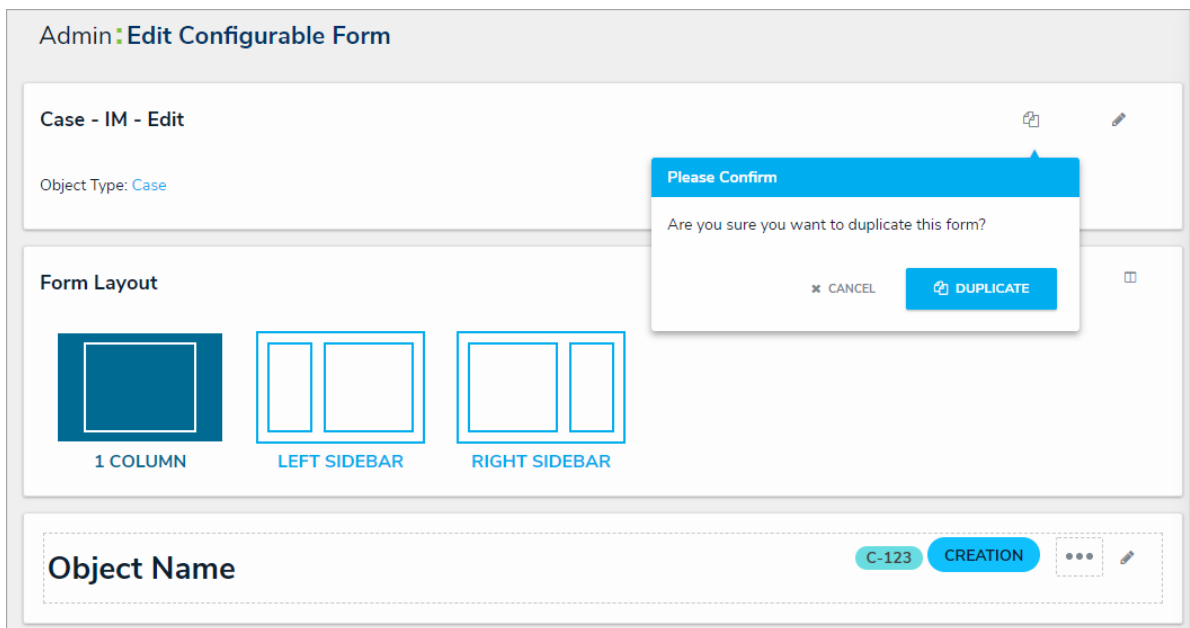 Admin:Edit Configurable Form
Case - IM - Edit
Object Type: Case
Please Confirm
Are you sure you want to duplicate this form?
CANCEL
DUPLICATE
Form Layout
1 COLUMN
LEFT SIDEBAR
RIGHT SIDEBAR
Object Name
C-123
CREATION